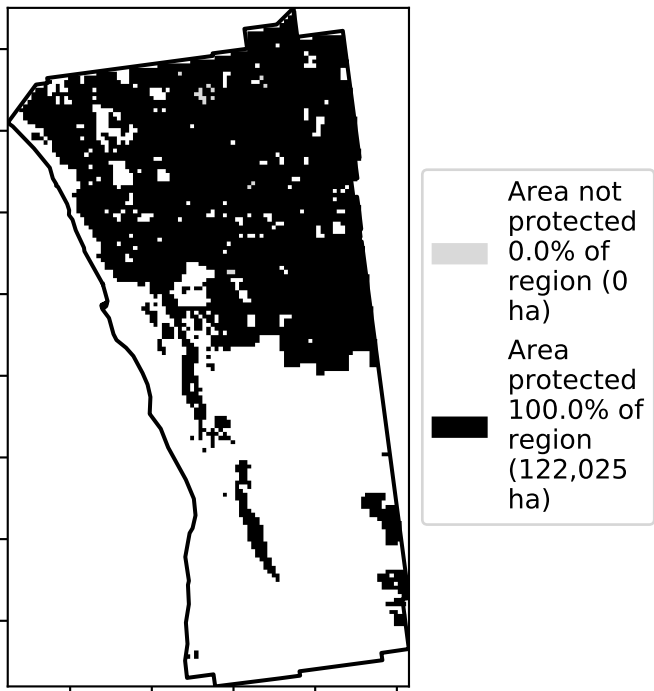 Area not
protected
0.0% of
region (0
ha)
Area
protected
100.0% of
region
(122,025
ha)